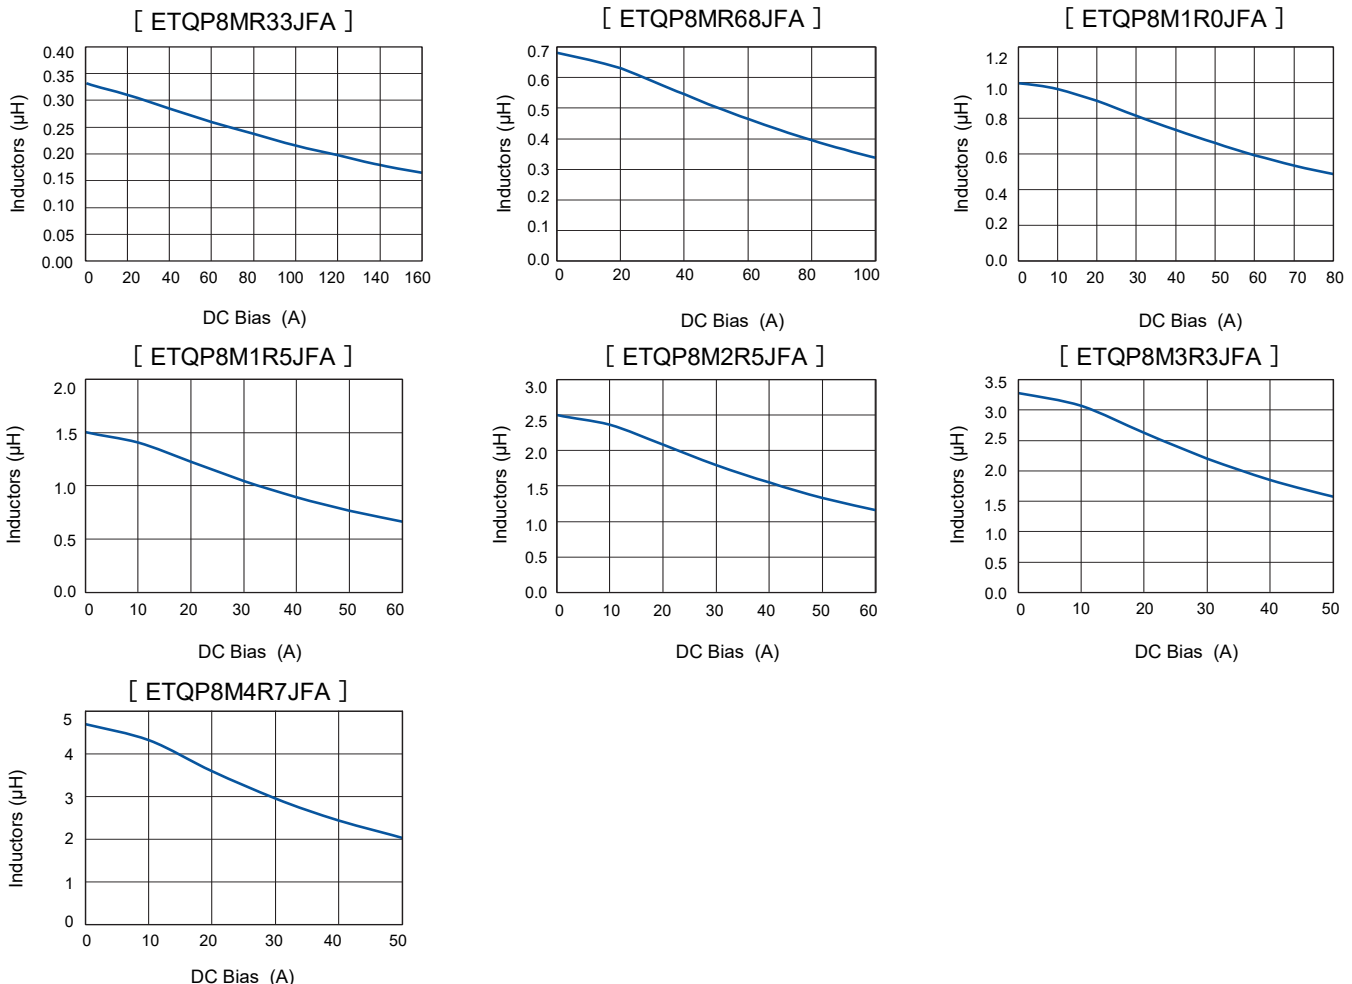 [ ETQP8MR33JFA ]
Inductors (µH)
0.40
0.35
0.30
0.25
0.20
0.15
0.10
0.05
0.00
0 20 40 60 80 100 120 140 160
DC Bias (A)
[ ETQP8MR68JFA ]
Inductors (µH)
0.7
0.6
0.5
0.4
0.3
0.2
0.1
0.0
0 20 40 60 80 100
DC Bias (A)
[ ETQP8M1R0JFA ]
Inductors (µH)
1.2
1.0
0.8
0.6
0.4
0.2
0.0
0 10 20 30 40 50 60 70 80
DC Bias (A)
[ ETQP8M1R5JFA ]
Inductors (µH)
2.0
1.5
1.0
0.5
0.0
0 10 20 30 40 50 60
DC Bias (A)
[ ETQP8M2R5JFA ]
Inductors (µH)
3.0
2.5
2.0
1.5
1.0
0.5
0.0
0 10 20 30 40 50 60
DC Bias (A)
[ ETQP8M3R3JFA ]
Inductors (µH)
3.5
3.0
2.5
2.0
1.5
1.0
0.5
0.0
0 10 20 30 40 50
DC Bias (A)
[ ETQP8M4R7JFA ]
Inductors (µH)
5
4
3
2
1
0
0 10 20 30 40 50
DC Bias (A)